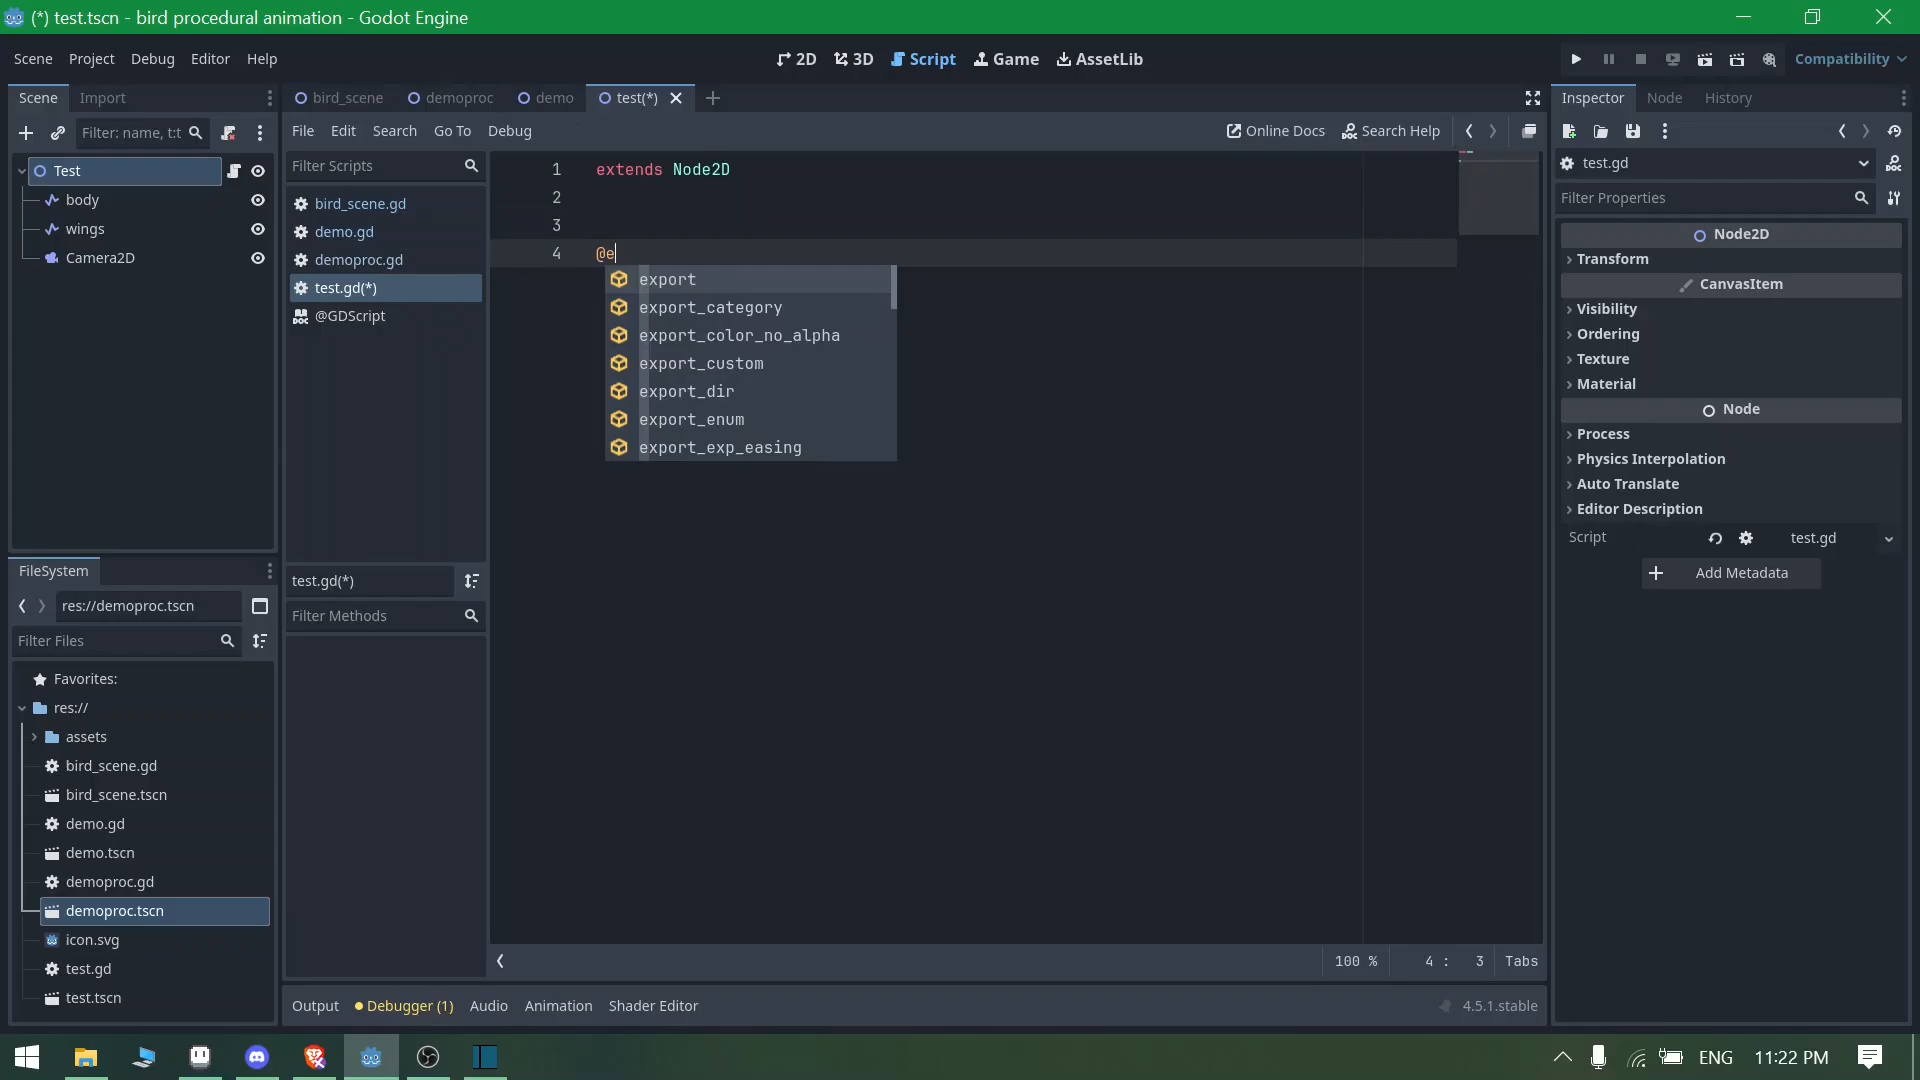 (*) test.tscn - bird procedural animation - Godot Engine
Scene Project Debug Editor Help
2D 3D Script Game AssetLib
Compatibility
Scene Import
bird_scene demoproc demo test(*)
Inspector Node History
Filter: name, t:t
File Edit Search Go To Debug
Online Docs Search Help
Test
body
wings
Camera2D
Filter Scripts
bird_scene.gd
demo.gd
demoproc.gd
test.gd(*)
@GDScript
test.gd(*)
Filter Methods
1 extends Node2D
2
3
4 @e
export
export_category
export_color_no_alpha
export_custom
export_dir
export_enum
export_exp_easing
100 % 4 : 3 Tabs
test.gd
Filter Properties
Node2D
Transform
CanvasItem
Visibility
Ordering
Texture
Material
Node
Process
Physics Interpolation
Auto Translate
Editor Description
Script test.gd
Add Metadata
FileSystem
res://demoproc.tscn
Filter Files
Favorites:
res://
assets
bird_scene.gd
bird_scene.tscn
demo.gd
demo.tscn
demoproc.gd
demoproc.tscn
icon.svg
test.gd
test.tscn
Output Debugger (1) Audio Animation Shader Editor
4.5.1.stable
ENG 11:22 PM